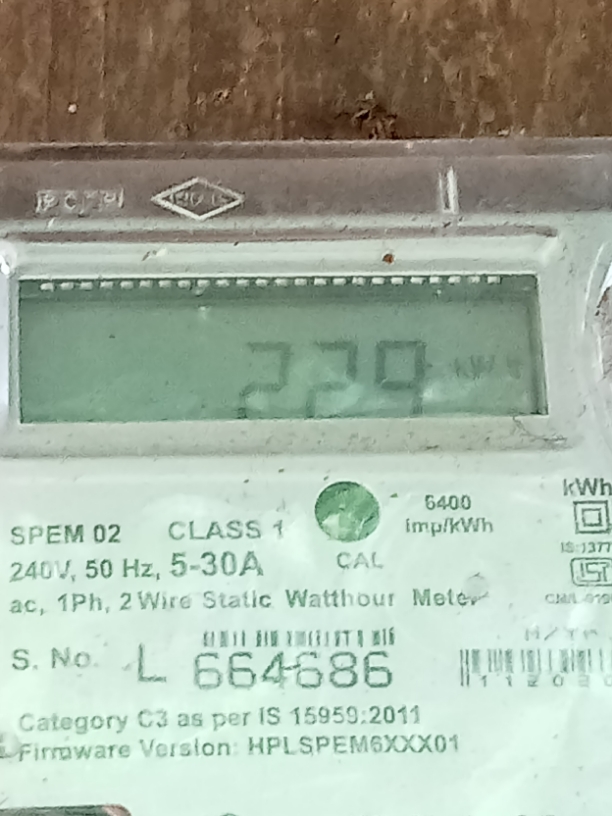 229 kWh
6400
imp/kWh
kWh
SPEM 02 CLASS 1
240V, 50 Hz, 5-30A
CAL
ac, 1Ph, 2 Wire Static Watthour Meter
S. No. L 664686
Category C3 as per IS 15959:2011
Firmware Version: HPLSPEM6XXX01